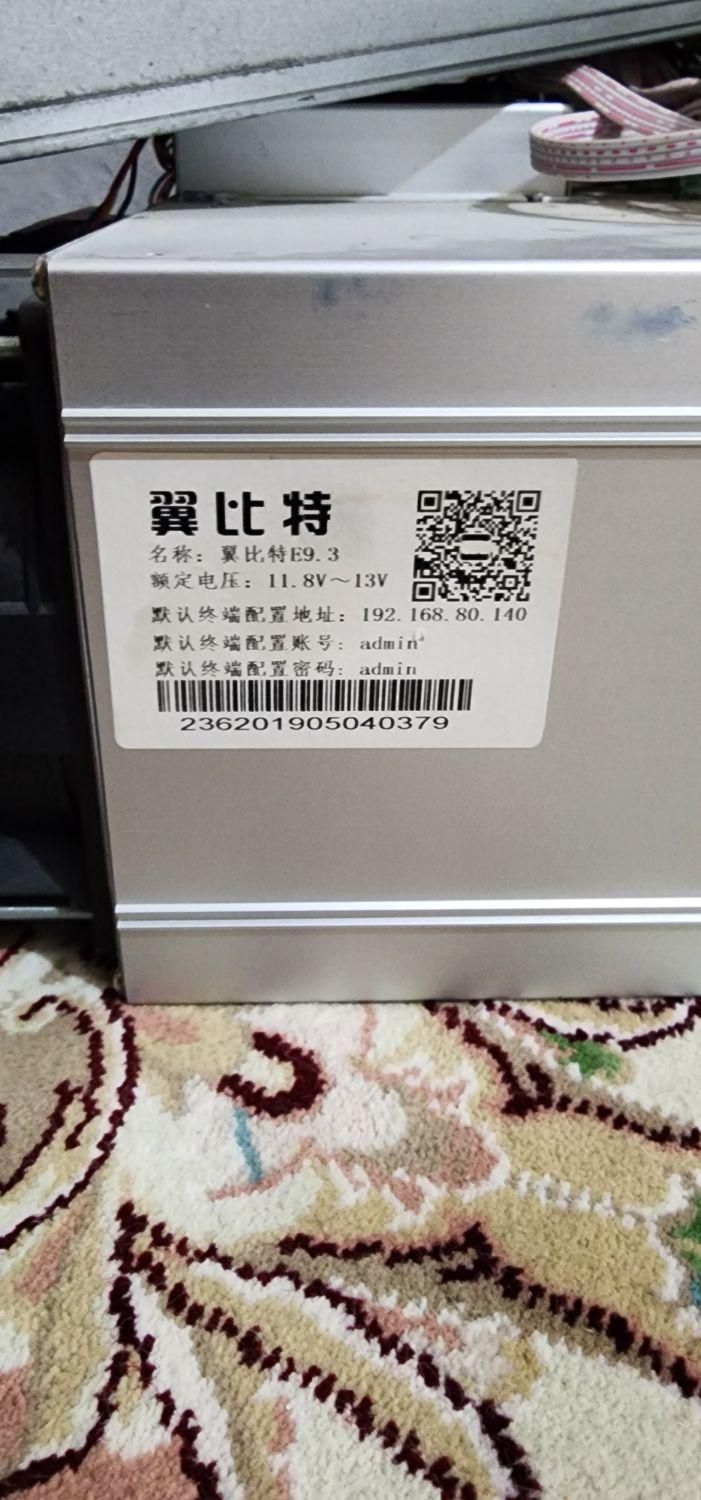 翼比特
名称：翼比特E9.3
额定电压：11.8V～13V
默认终端配置地址：192.168.80.140
默认终端配置账号：admin
默认终端配置密码：admin
236201905040379